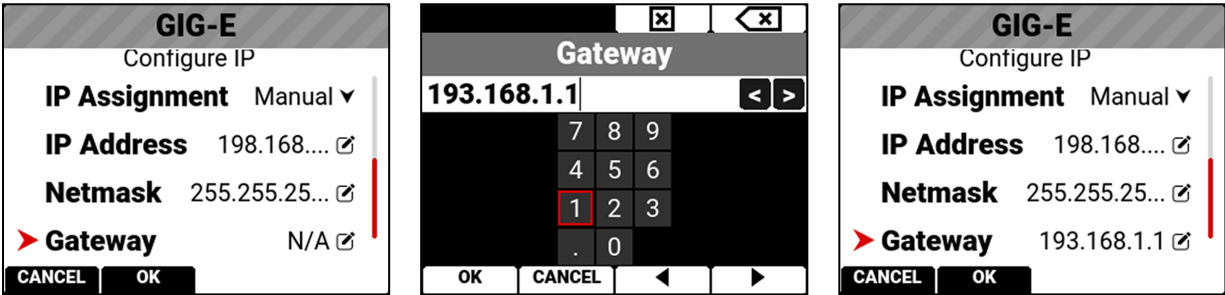 GIG-E
Configure IP
IP Assignment Manual
IP Address 198.168....
Netmask 255.255.25...
Gateway N/A
CANCEL OK
Gateway
193.168.1.1 < >
7 8 9
4 5 6
1 2 3
. 0
OK CANCEL
GIG-E
Configure IP
IP Assignment Manual
IP Address 198.168....
Netmask 255.255.25...
Gateway 193.168.1.1
CANCEL OK